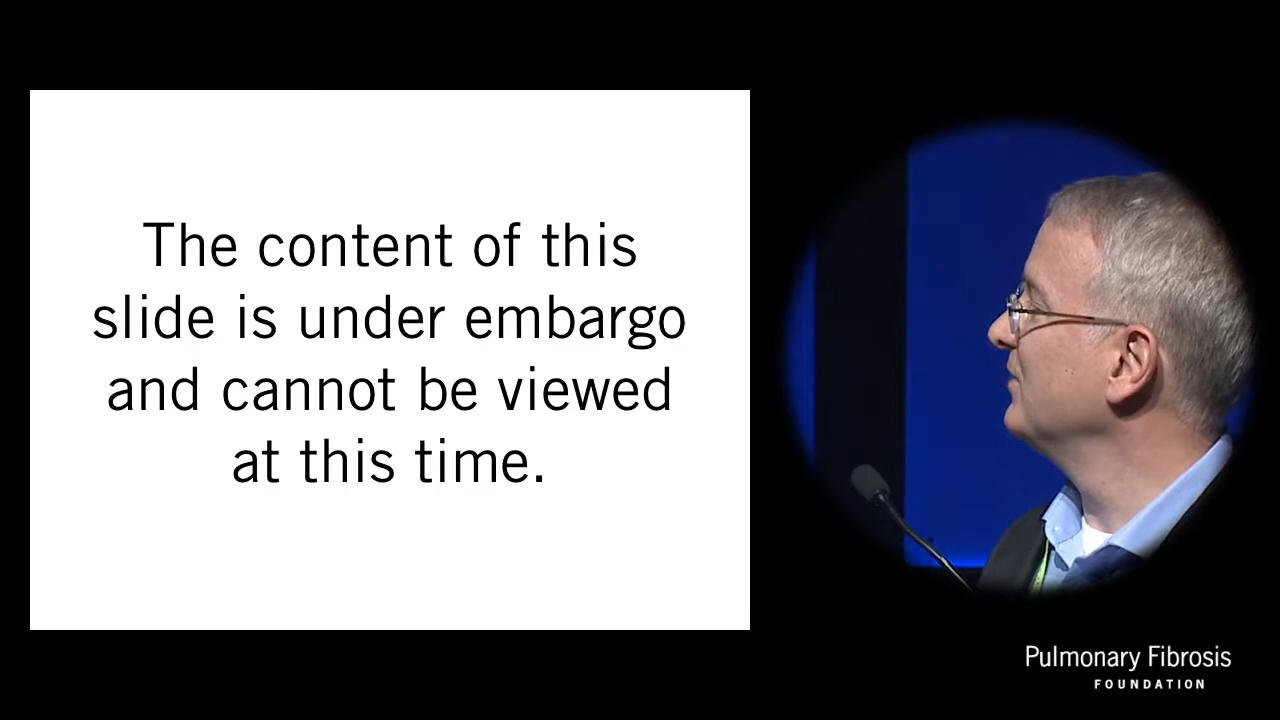 The content of this
slide is under embargo
and cannot be viewed
at this time.
Pulmonary Fibrosis
FOUNDATION